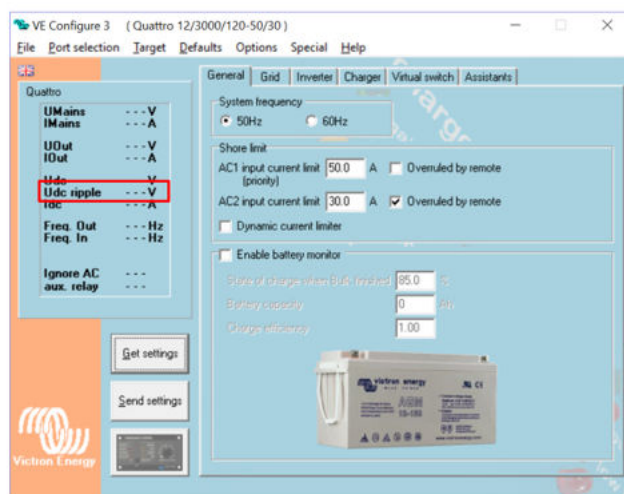 VE Configure 3 ( Quattro 12/3000/120-50/30 )
File Port selection Target Defaults Options Special Help
Quattro
UMains - - - V
IMains - - - A
UOut - - - V
IOut - - - A
Udc - - - V
Udc ripple - - - V
Idc - - - A
Freq. Out - - - Hz
Freq. In - - - Hz
Ignore AC - - -
aux. relay - - -
Get settings
Send settings
Victron Energy
General Grid Inverter Charger Virtual switch Assistants
System frequency
50Hz 60Hz
Shore limit
AC1 input current limit 50.0 A Overruled by remote
(priority)
AC2 input current limit 30.0 A Overruled by remote
Dynamic current limiter
Enable battery monitor
State of charge when Bulk finished 85.0 %
Battery capacity 0 Ah
Charge efficiency 1.00
victron energy
AGM